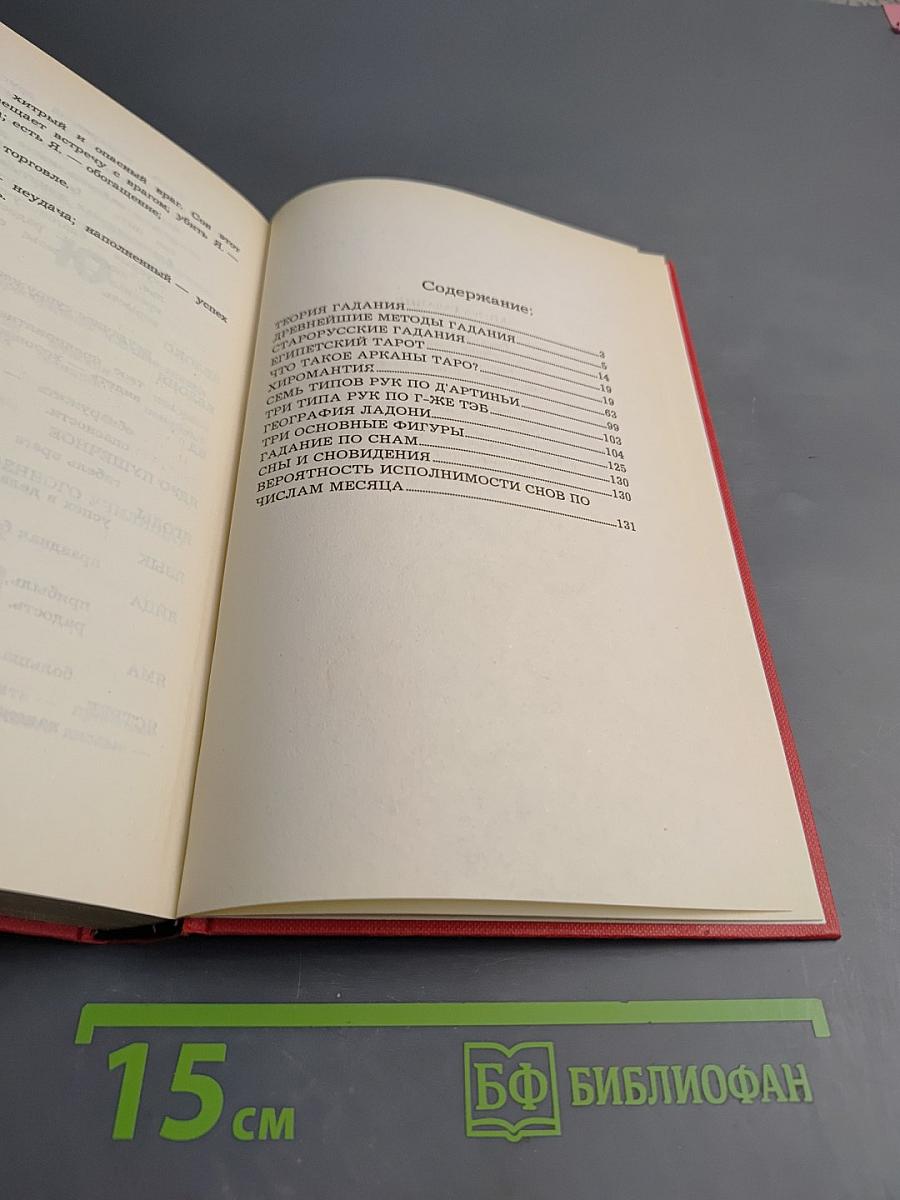 хитрый и опасный враг. Сон этот
встречу с врагом; убить Я. —
есть Я. — обогащение;
торговле.
неудача; наполненный — успех
Содержание:
ТЕОРИЯ ГАДАНИЯ 3
ДРЕВНЕЙШИЕ МЕТОДЫ ГАДАНИЯ 5
СТАРОРУССКИЕ ГАДАНИЯ 14
ЕГИПЕТСКИЙ ТАРОТ 19
ЧТО ТАКОЕ АРКАНЫ ТАРО? 19
ХИРОМАНТИЯ 63
СЕМЬ ТИПОВ РУК ПО Д'АРТИНЬИ 99
ТРИ ТИПА РУК ПО Г-ЖЕ ТЭБ 103
ГЕОГРАФИЯ ЛАДОНИ 104
ТРИ ОСНОВНЫЕ ФИГУРЫ 125
ГАДАНИЕ ПО СНАМ 130
СНЫ И СНОВИДЕНИЯ 130
ВЕРОЯТНОСТЬ ИСПОЛНИМОСТИ СНОВ ПО
ЧИСЛАМ МЕСЯЦА 131
15 СМ
БФ БИБЛИОФАН